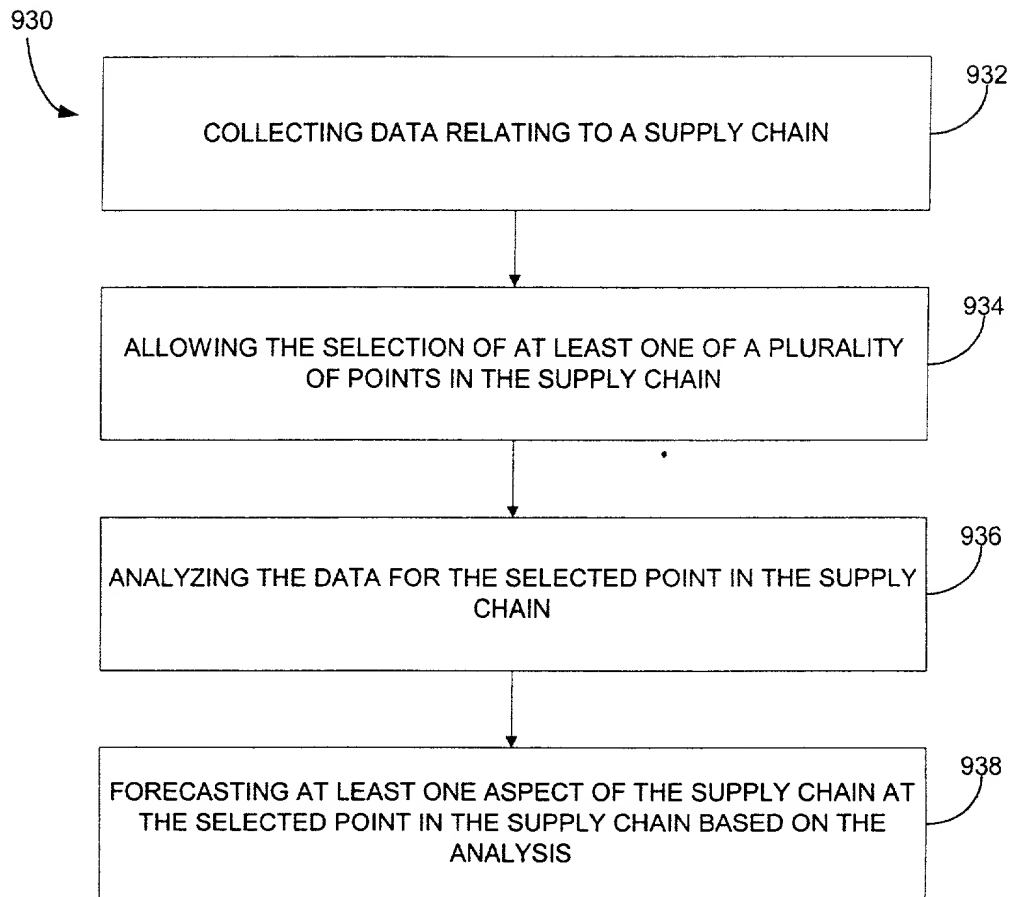 930
932
COLLECTING DATA RELATING TO A SUPPLY CHAIN
934
ALLOWING THE SELECTION OF AT LEAST ONE OF A PLURALITY
OF POINTS IN THE SUPPLY CHAIN
936
ANALYZING THE DATA FOR THE SELECTED POINT IN THE SUPPLY
CHAIN
938
FORECASTING AT LEAST ONE ASPECT OF THE SUPPLY CHAIN AT
THE SELECTED POINT IN THE SUPPLY CHAIN BASED ON THE
ANALYSIS